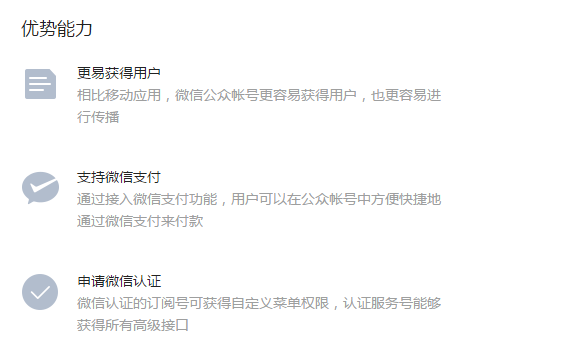 优势能力
更易获得用户
相比移动应用，微信公众帐号更容易获得用户，也更容易进
行传播
支持微信支付
通过接入微信支付功能，用户可以在公众帐号中方便快捷地
通过微信支付来付款
申请微信认证
微信认证的订阅号可获得自定义菜单权限，认证服务号能够
获得所有高级接口